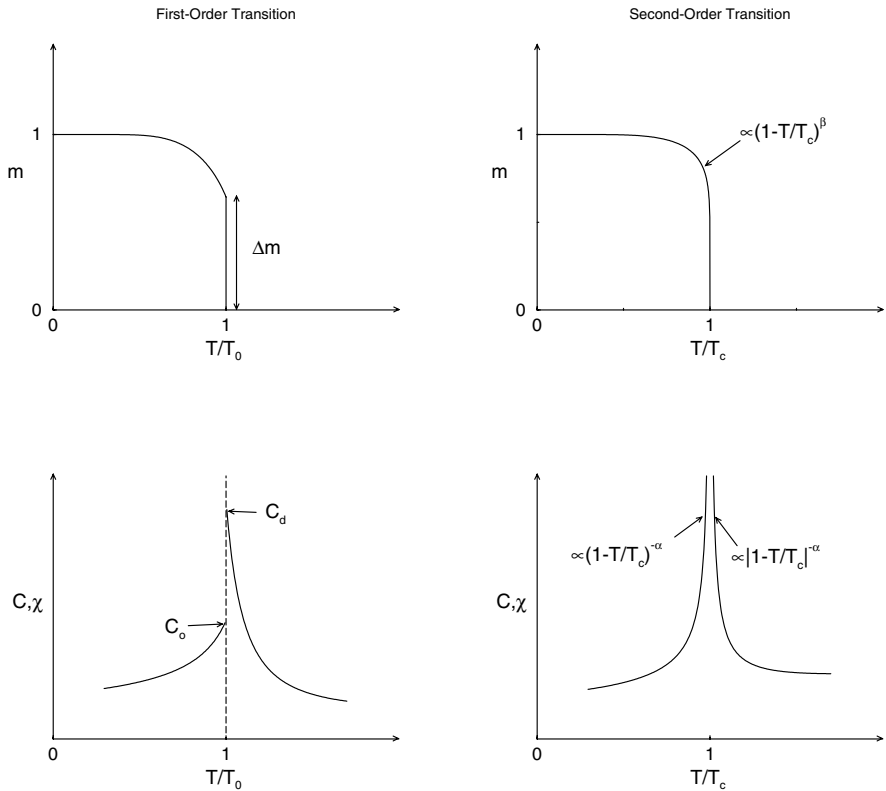 First-Order Transition
1
m
0
Δm
0
1
T/T₀
Second-Order Transition
1
m
0
∝(1-T/T_c)^β
0
1
T/T_c
C,χ
C_d
C_o
0
1
T/T₀
C,χ
∝(1-T/T_c)^-α
∝|1-T/T_c|^-α
0
1
T/T_c